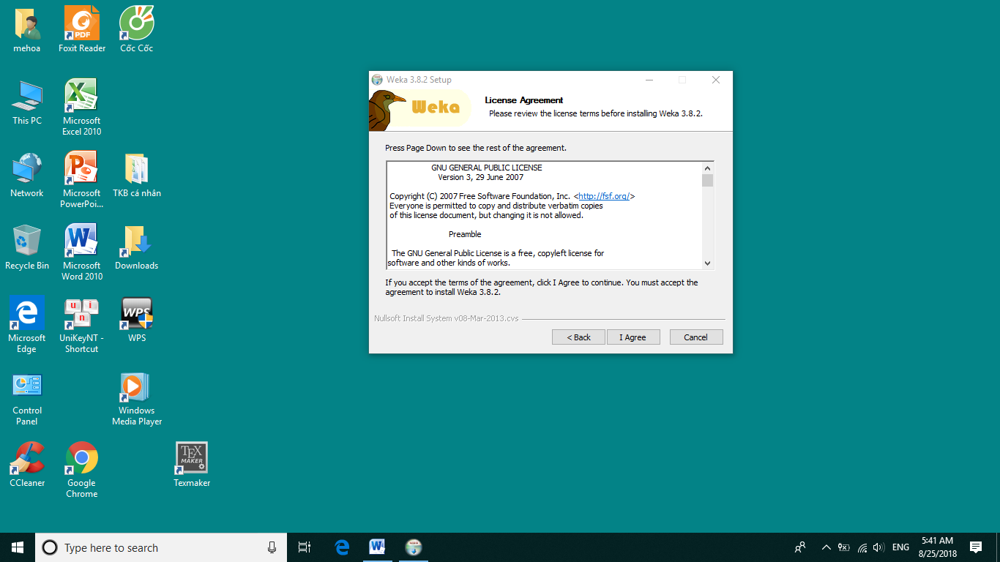 mehoa
Foxit Reader
Cốc Cốc
This PC
Microsoft
Excel 2010
Network
Microsoft
PowerPoi...
TKB cá nhân
Recycle Bin
Microsoft
Word 2010
Downloads
Microsoft
Edge
UniKeyNT -
Shortcut
WPS
Control
Panel
Windows
Media Player
CCleaner
Google
Chrome
Texmaker
PDF
u i
n
WPS
TEX
MAKER
Weka 3.8.2 Setup
Weka
License Agreement
Please review the license terms before installing Weka 3.8.2.
Press Page Down to see the rest of the agreement.
GNU GENERAL PUBLIC LICENSE
Version 3, 29 June 2007
Copyright (C) 2007 Free Software Foundation, Inc. <http://fsf.org/>
Everyone is permitted to copy and distribute verbatim copies
of this license document, but changing it is not allowed.
Preamble
The GNU General Public License is a free, copyleft license for
software and other kinds of works.
If you accept the terms of the agreement, click I Agree to continue. You must accept the
agreement to install Weka 3.8.2.
Nullsoft Install System v08-Mar-2013.cvs
< Back
I Agree
Cancel
Type here to search
ENG
5:41 AM
8/25/2018